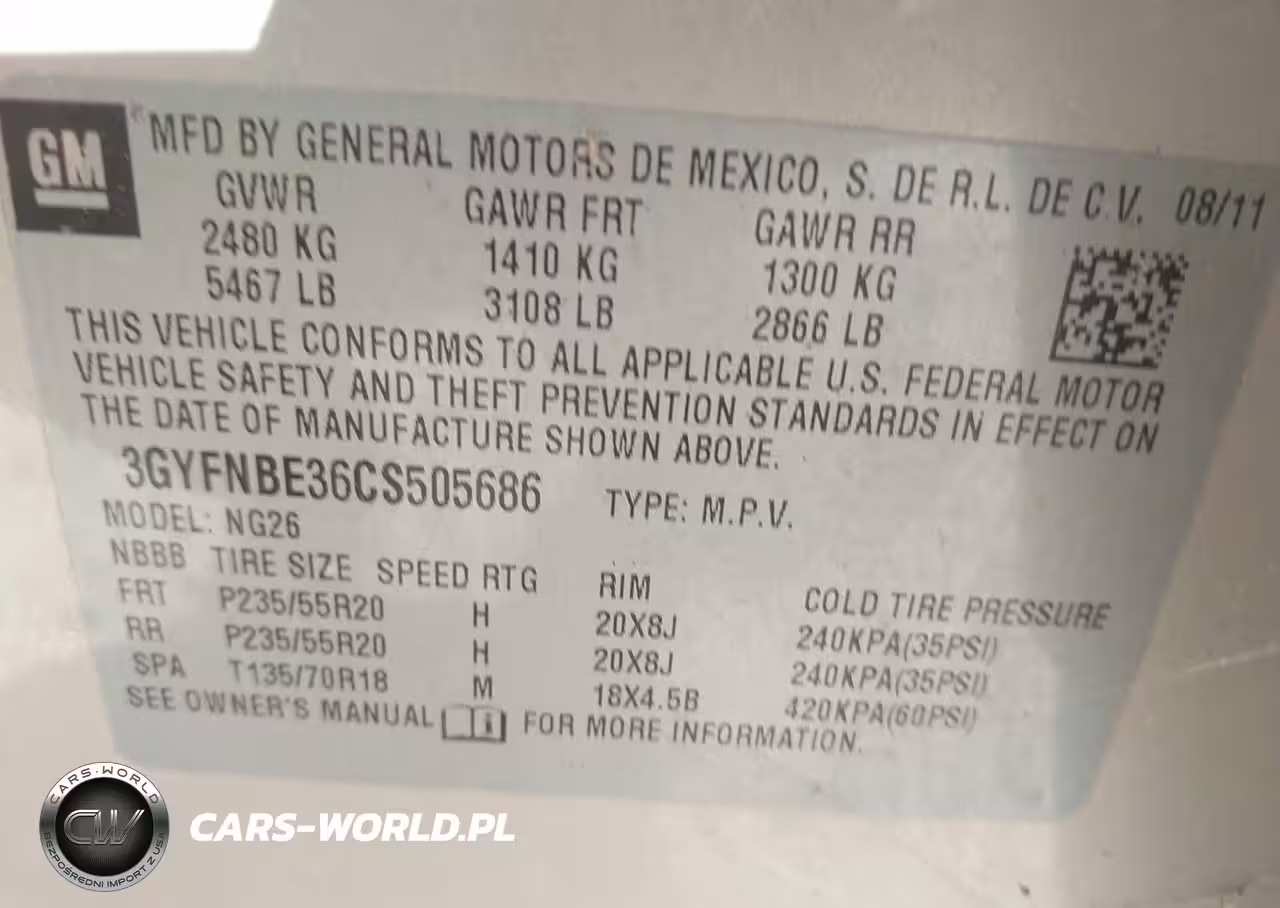 GM
MFD BY GENERAL MOTORS DE MEXICO, S. DE R.L. DE C.V. 08/11
GVWR GAWR FRT GAWR RR
2480 KG 1410 KG 1300 KG
5467 LB 3108 LB 2866 LB
THIS VEHICLE CONFORMS TO ALL APPLICABLE U.S. FEDERAL MOTOR
VEHICLE SAFETY AND THEFT PREVENTION STANDARDS IN EFFECT ON
THE DATE OF MANUFACTURE SHOWN ABOVE.
3GYFNBE36CS505686 TYPE: M.P.V.
MODEL: NG26
NBBB TIRE SIZE SPEED RTG RIM COLD TIRE PRESSURE
FRT P235/55R20 H 20X8J 240KPA(35PSI)
RR P235/55R20 H 20X8J 240KPA(35PSI)
SPA T135/70R18 M 18X4.5B 420KPA(60PSI)
SEE OWNER'S MANUAL FOR MORE INFORMATION.
CARS-WORLD
CW
BEZPOŚREDNI IMPORT Z USA
CARS-WORLD.PL